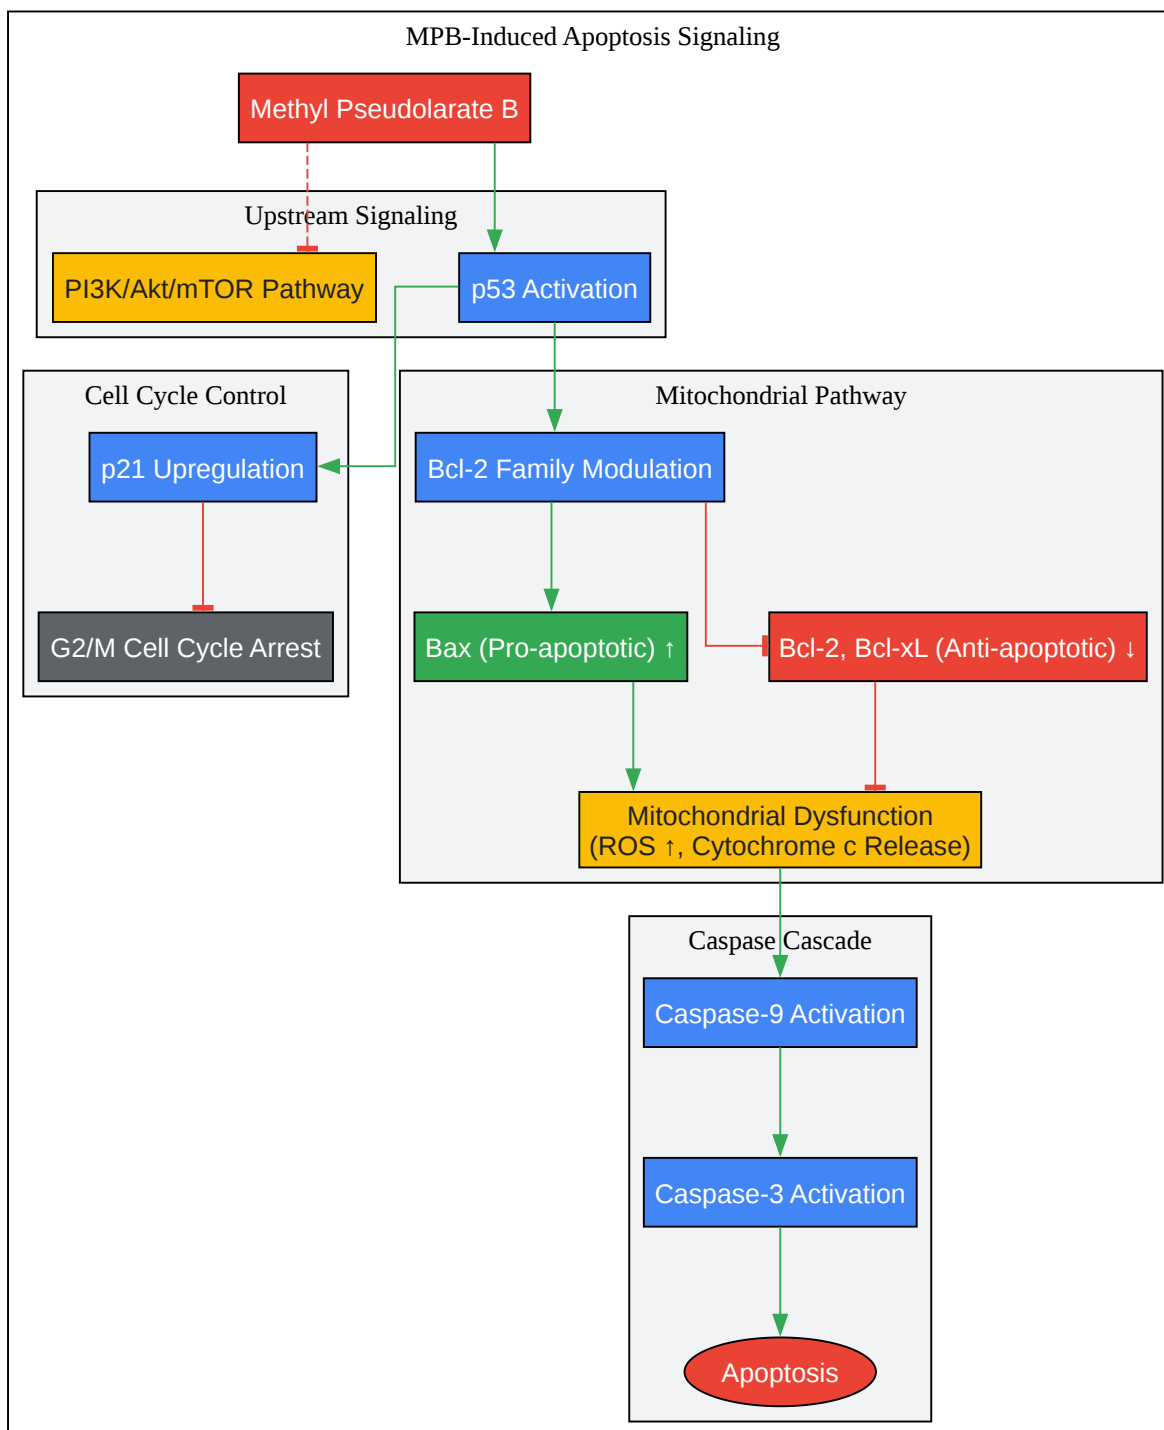 MPB-Induced Apoptosis Signaling
Methyl Pseudolarate B
Upstream Signaling
PI3K/Akt/mTOR Pathway
p53 Activation
Cell Cycle Control
Mitochondrial Pathway
p21 Upregulation
Bcl-2 Family Modulation
G2/M Cell Cycle Arrest
Bax (Pro-apoptotic) ↑
Bcl-2, Bcl-xL (Anti-apoptotic) ↓
Mitochondrial Dysfunction
(ROS ↑, Cytochrome c Release)
Caspase Cascade
Caspase-9 Activation
Caspase-3 Activation
Apoptosis